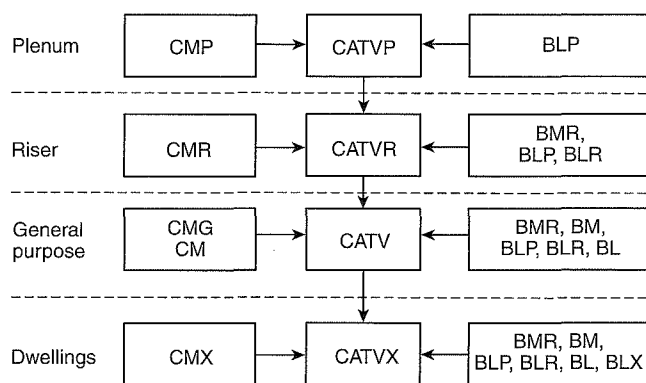 Plenum
CMP
CATVP
BLP
Riser
CMR
CATVR
BMR,
BLP, BLR
General
purpose
CMG
CM
CATV
BMR, BM,
BLP, BLR, BL
Dwellings
CMX
CATVX
BMR, BM,
BLP, BLR, BL, BLX